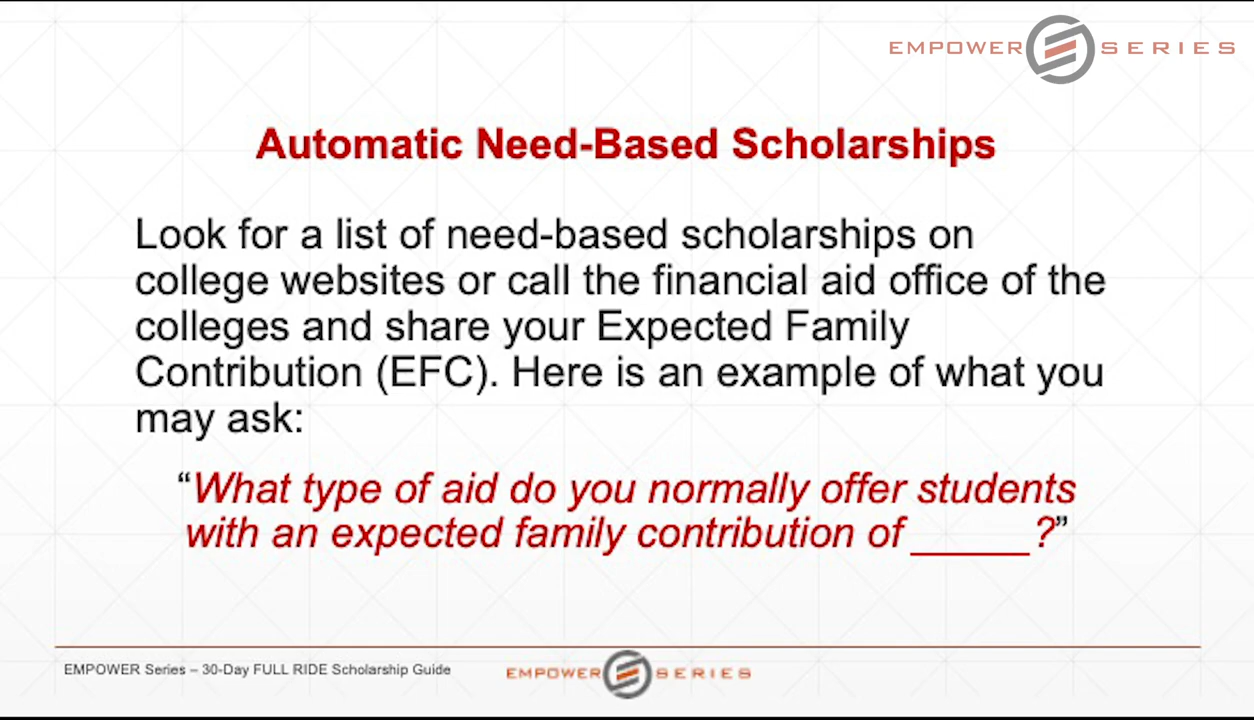 EMPOWER SERIES
Automatic Need-Based Scholarships
Look for a list of need-based scholarships on
college websites or call the financial aid office of the
colleges and share your Expected Family
Contribution (EFC). Here is an example of what you
may ask:
“What type of aid do you normally offer students
with an expected family contribution of _____?”
EMPOWER Series – 30-Day FULL RIDE Scholarship Guide
EMPOWER SERIES